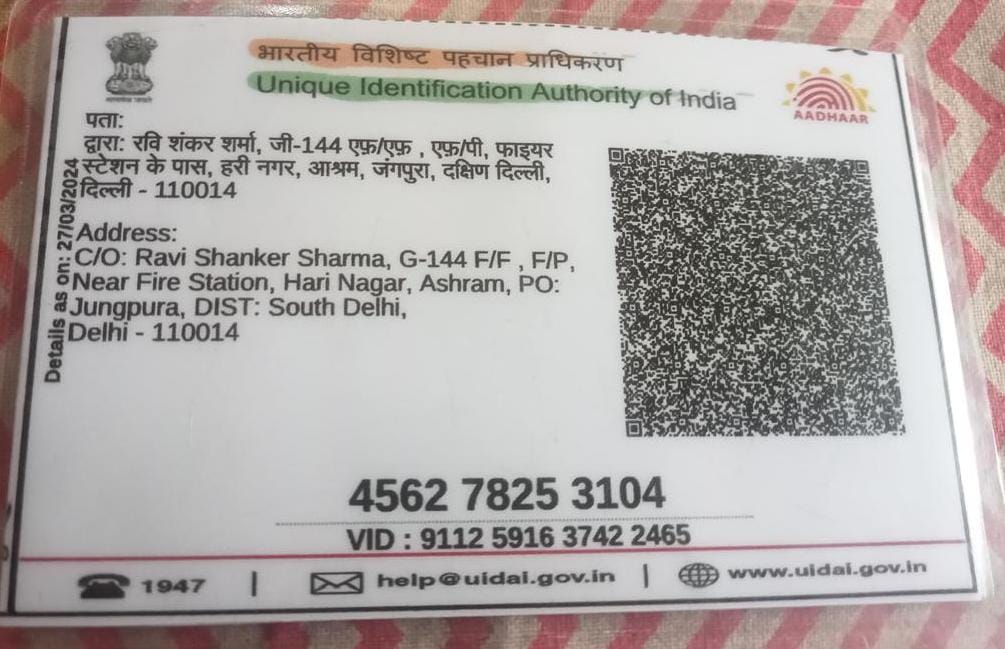 भारतीय विशिष्ट पहचान प्राधिकरण
Unique Identification Authority of India
AADHAAR
पता:
द्वारा: रवि शंकर शर्मा, जी-144 एफ़/एफ़ , एफ़/पी, फाइयर
स्टेशन के पास, हरी नगर, आश्रम, जंगपुरा, दक्षिण दिल्ली,
दिल्ली - 110014
Details as on: 27/03/2024
Address:
C/O: Ravi Shanker Sharma, G-144 F/F , F/P,
Near Fire Station, Hari Nagar, Ashram, PO:
Jungpura, DIST: South Delhi,
Delhi - 110014
4562 7825 3104
VID : 9112 5916 3742 2465
1947 | help@uidai.gov.in | www.uidai.gov.in